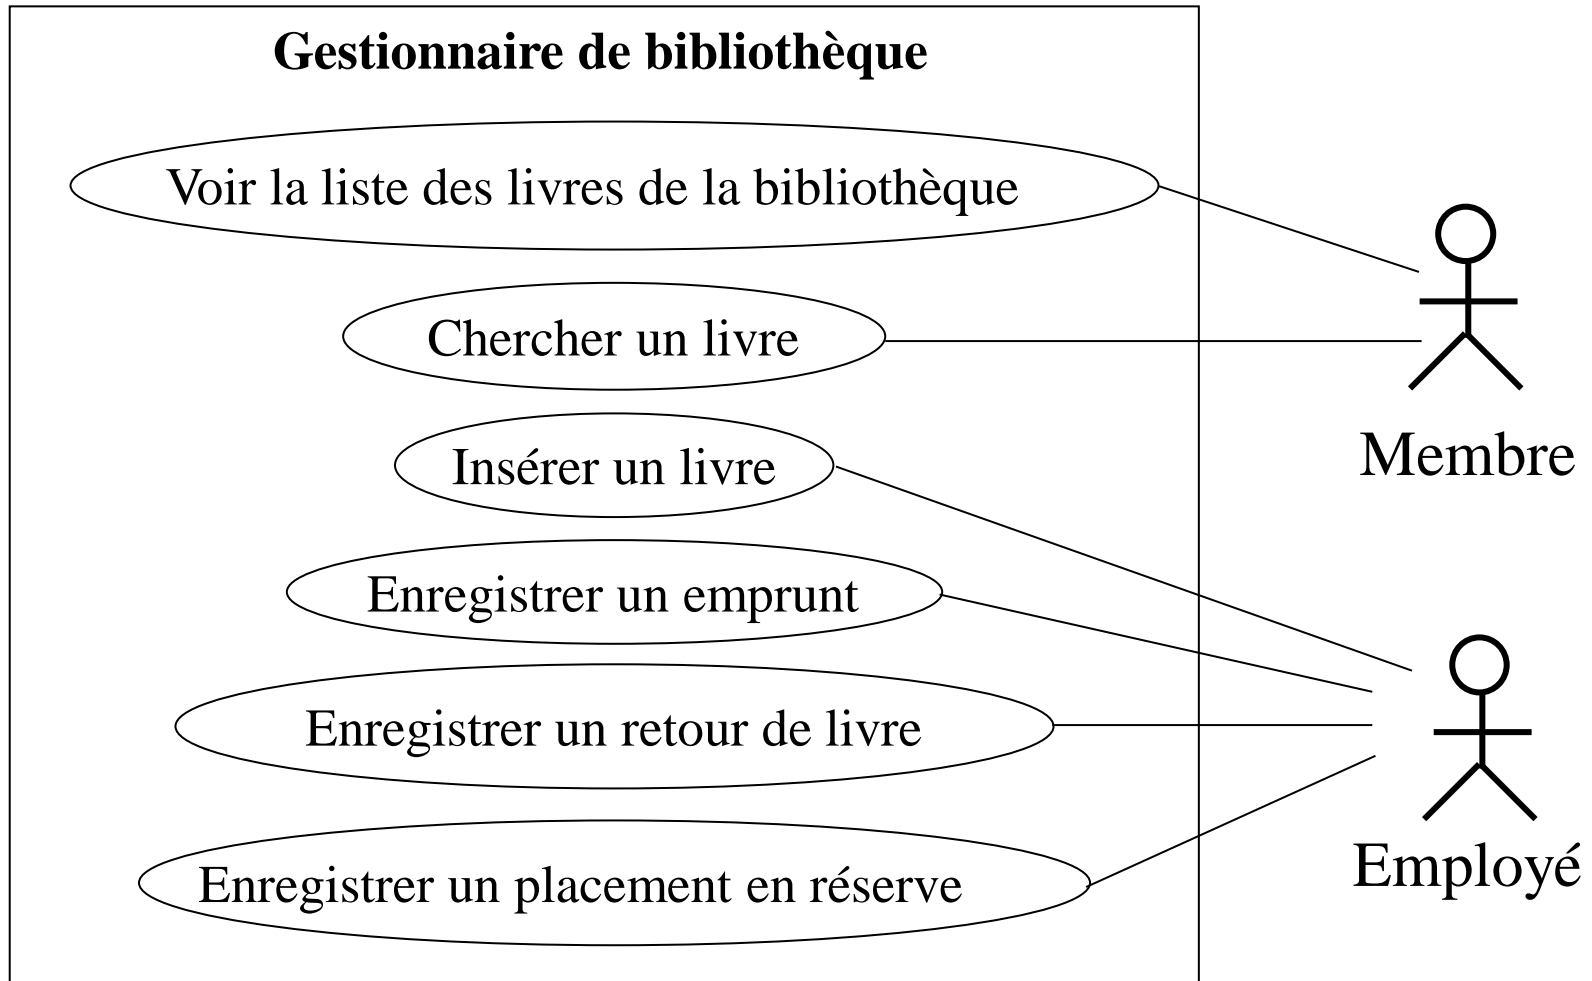 Gestionnaire de bibliothèque
Voir la liste des livres de la bibliothèque
Chercher un livre
Membre
Insérer un livre
Enregistrer un emprunt
Enregistrer un retour de livre
Employé
Enregistrer un placement en réserve